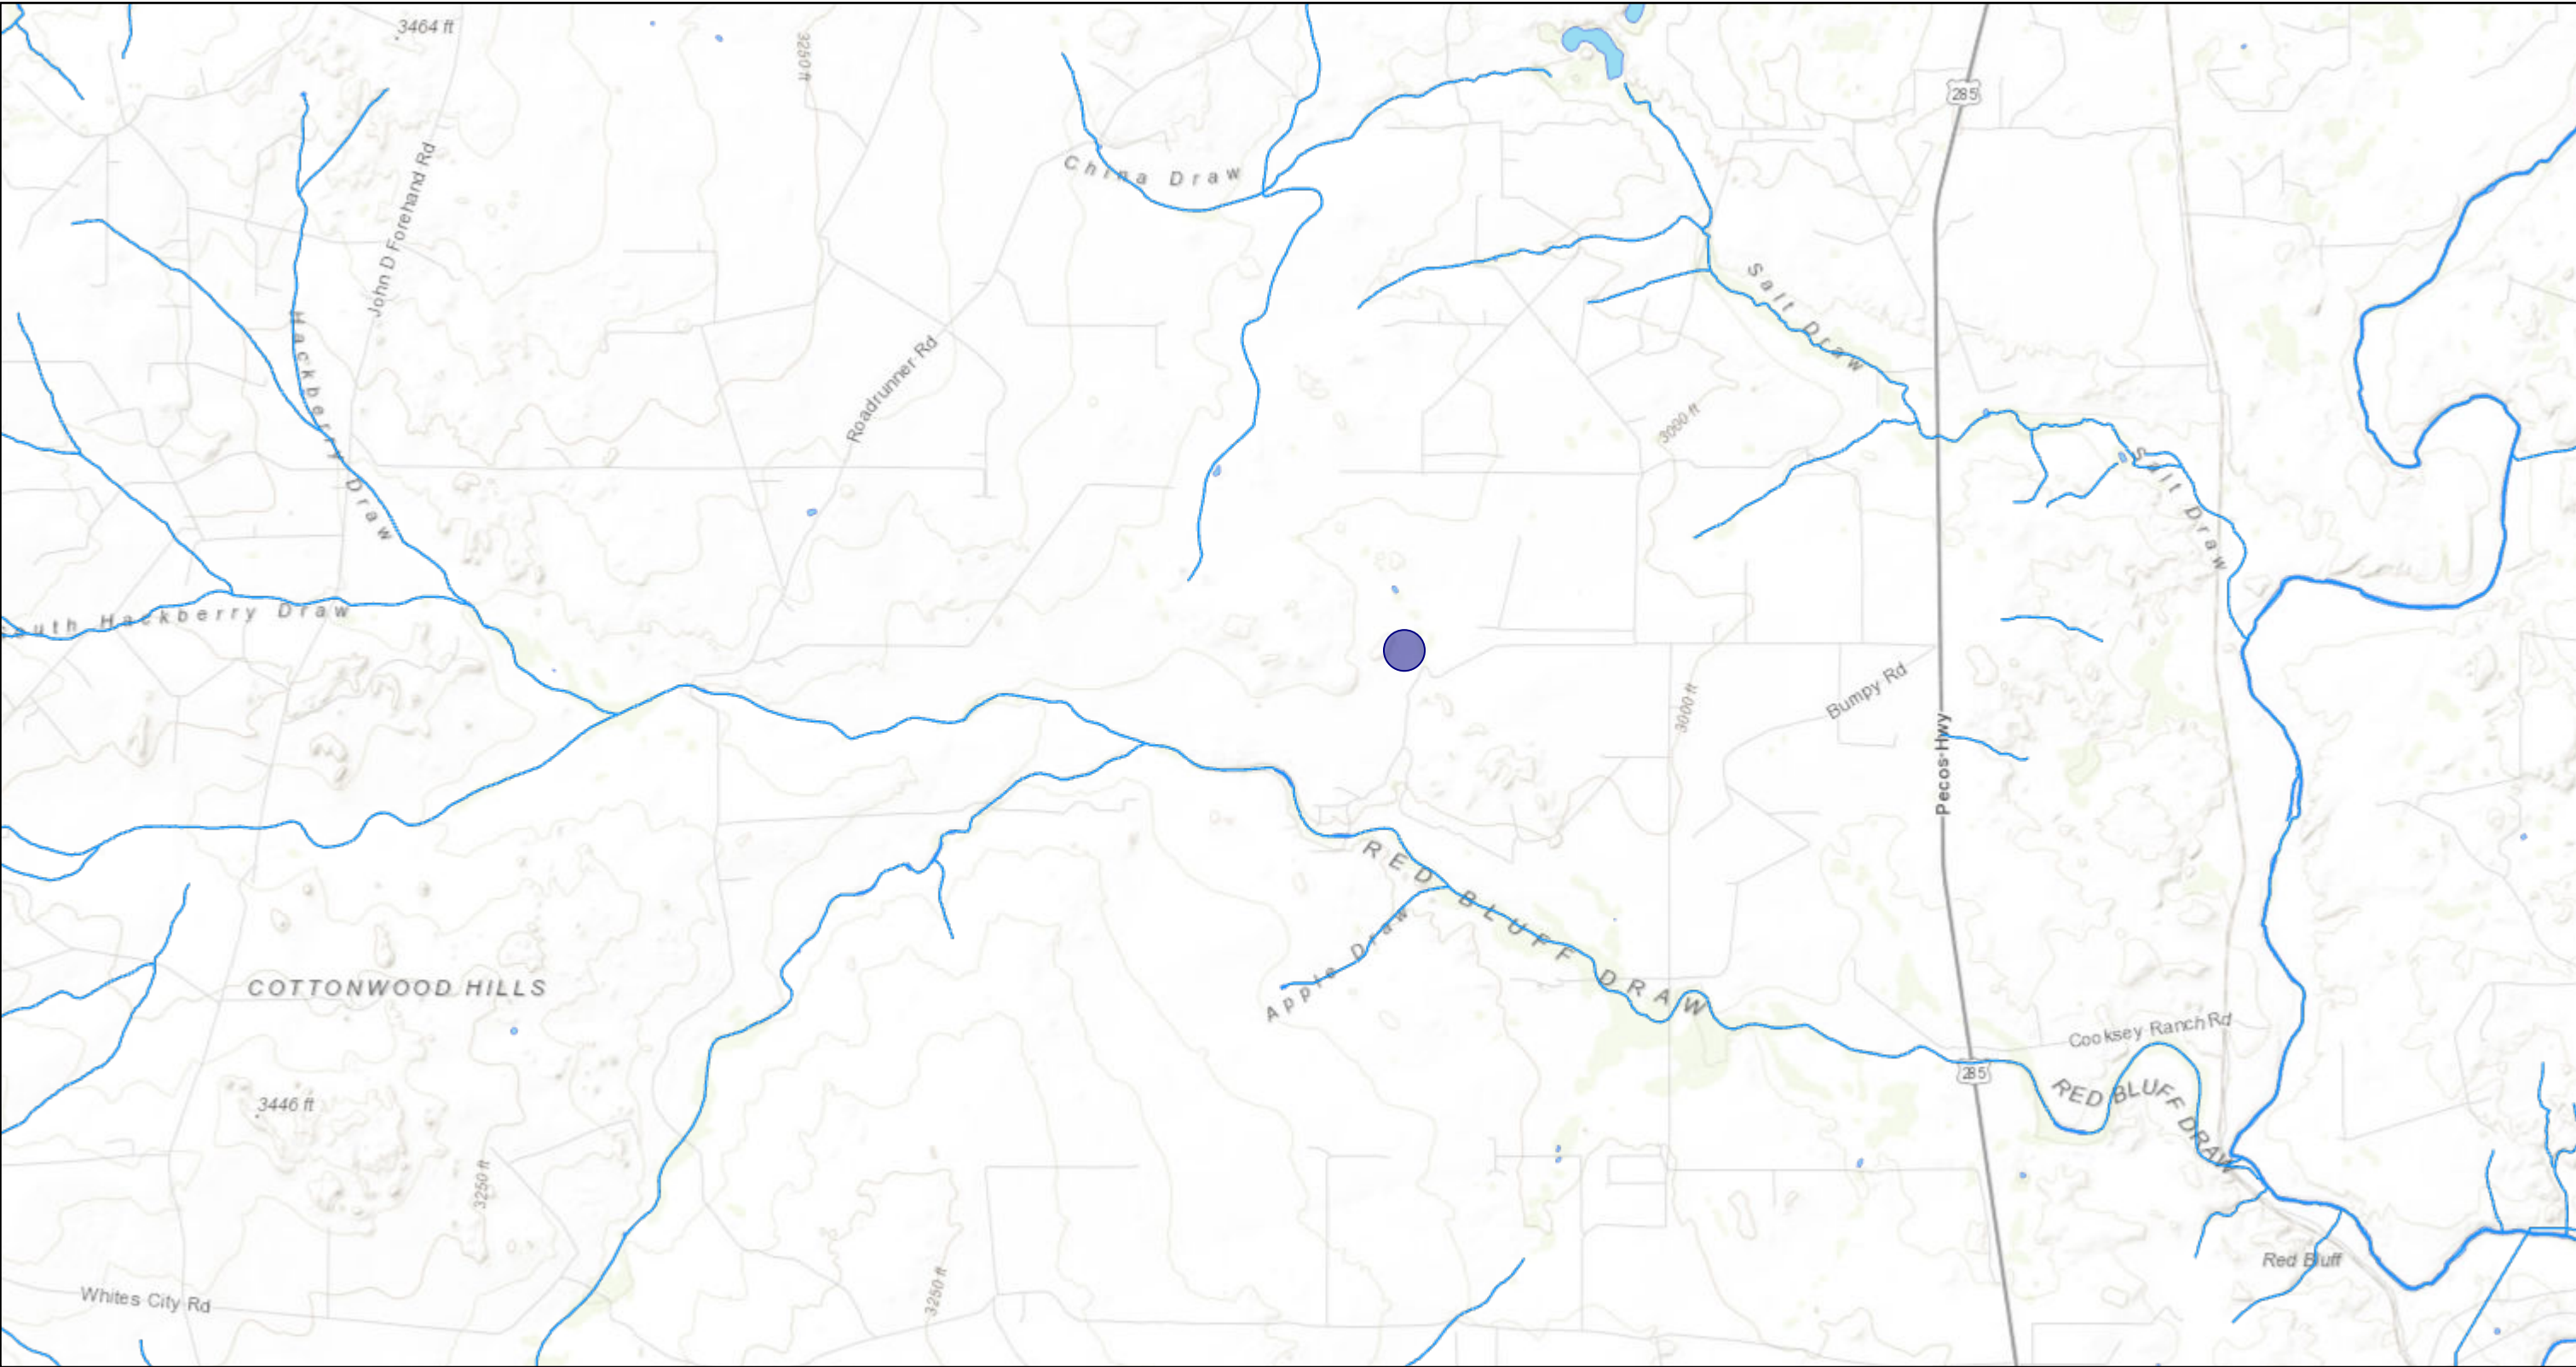 3464 ft
3250 ft
285
John D Forehand Rd
China Draw
Salt Draw
Hackberry Draw
Roadrunner Rd
3000 ft
Salt Draw
South Hackberry Draw
3000 ft
Bumpy Rd
Pecos Hwy
RED BLUFF DRAW
Apple Draw
COTTONWOOD HILLS
Cooksey Ranch Rd
285
RED BLUFF DRAW
3446 ft
3250 ft
3250 ft
Red Bluff
Whites City Rd